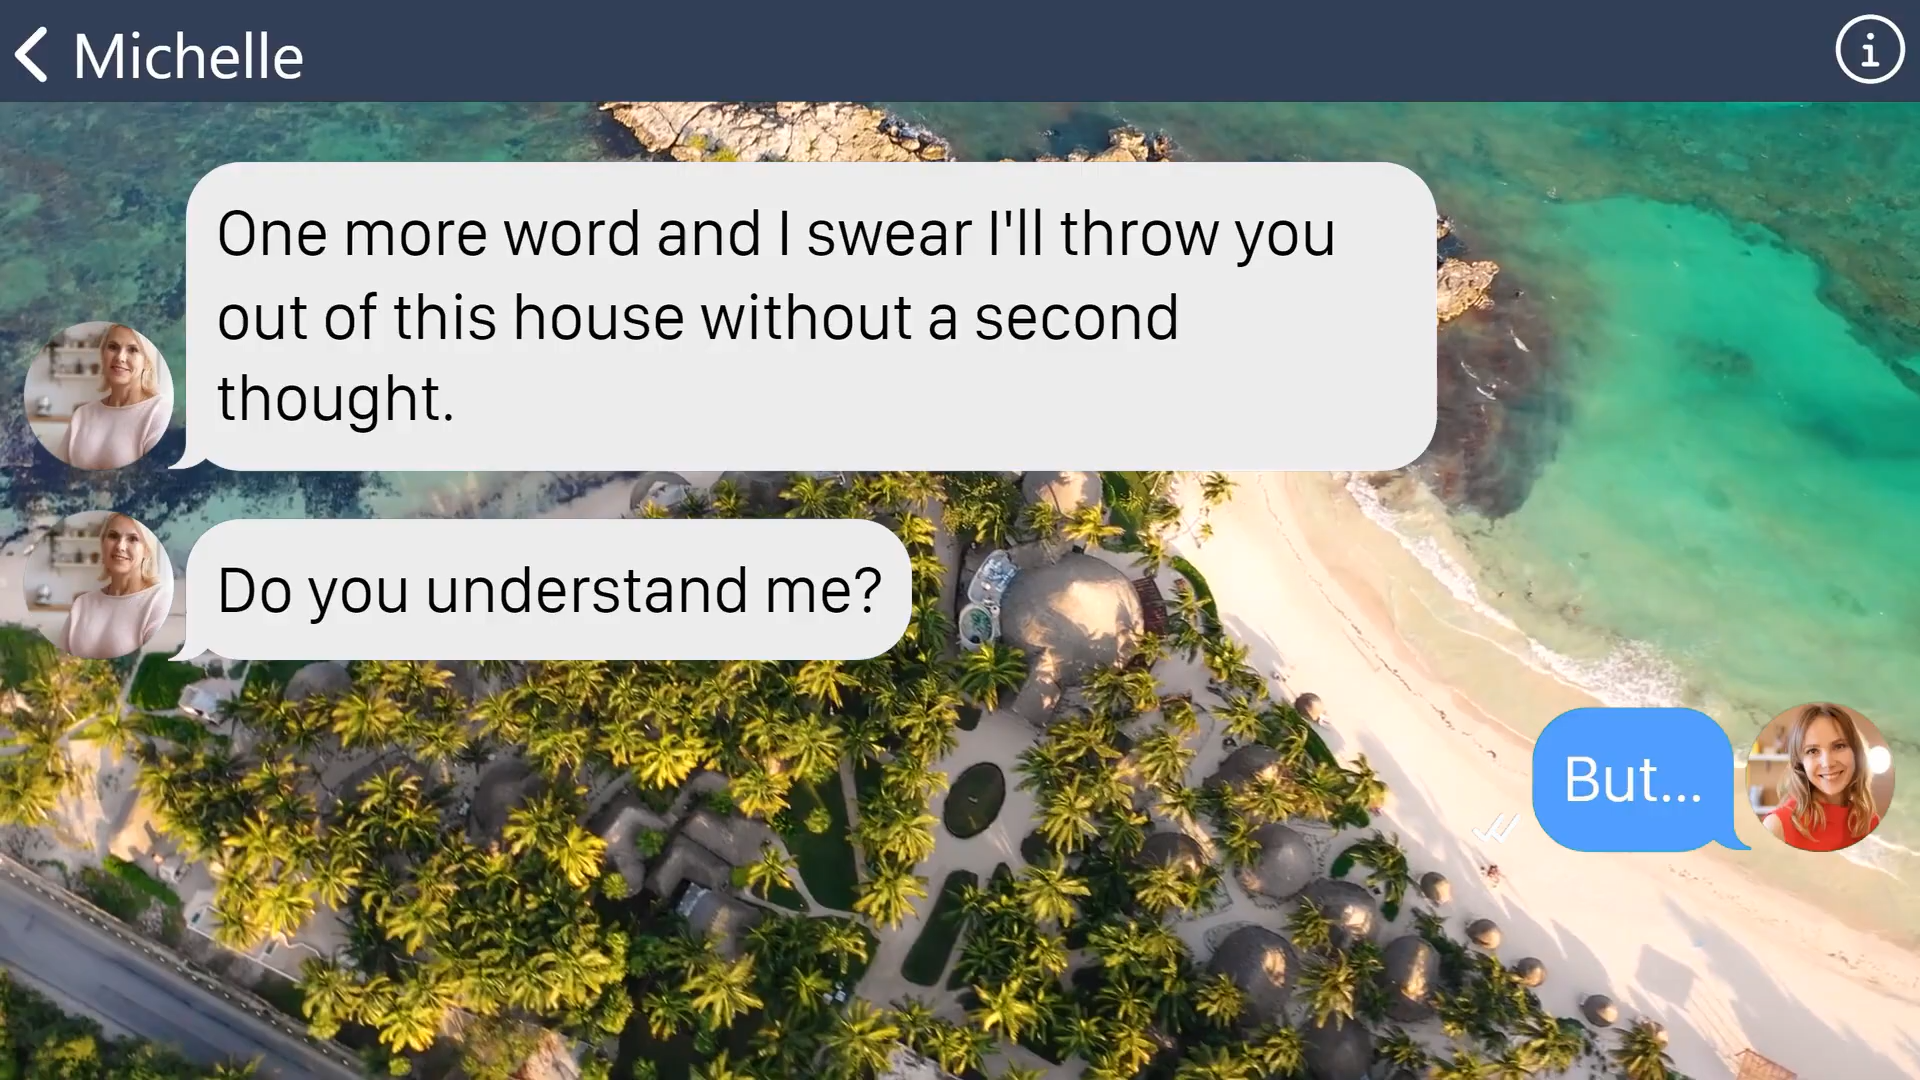 Michelle
One more word and I swear I'll throw you
out of this house without a second
thought.
Do you understand me?
But...